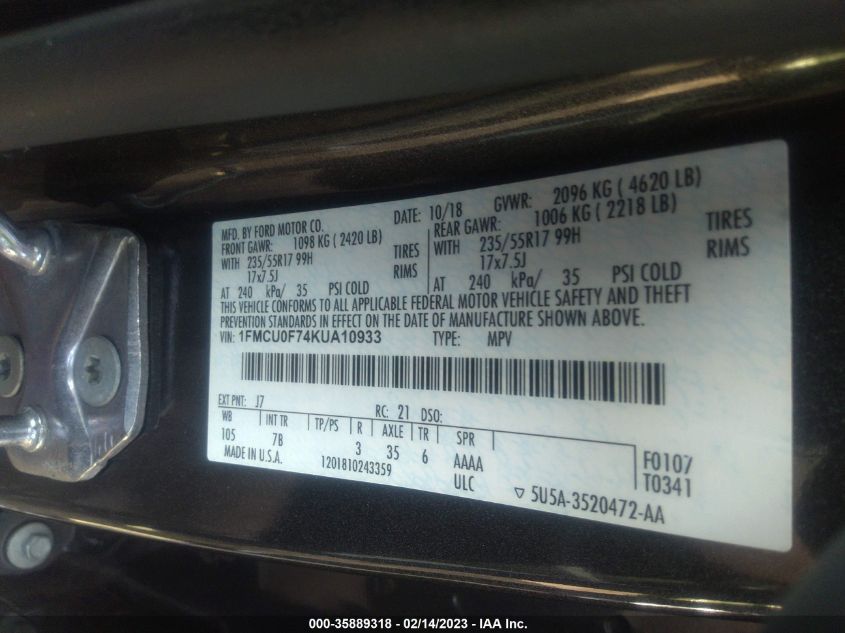 MFD. BY FORD MOTOR CO.
DATE: 10/18
GVWR: 2096 KG ( 4620 LB)
FRONT GAWR: 1098 KG ( 2420 LB)
REAR GAWR: 1006 KG ( 2218 LB)
WITH 235/55R17 99H TIRES
WITH 235/55R17 99H TIRES
17x7.5J RIMS
17x7.5J RIMS
AT 240 kPa/ 35 PSI COLD
AT 240 kPa/ 35 PSI COLD
THIS VEHICLE CONFORMS TO ALL APPLICABLE FEDERAL MOTOR VEHICLE SAFETY AND THEFT
PREVENTION STANDARDS IN EFFECT ON THE DATE OF MANUFACTURE SHOWN ABOVE.
VIN: 1FMCU0F74KUA10933
TYPE: MPV
EXT PNT: J7
RC: 21 DSO:
WB INT TR TP/PS R AXLE TR SPR
105 7B 3 35 6 AAAA
F0107
MADE IN U.S.A. 1201810243359 ULC
T0341
▽ 5U5A-3520472-AA
000-35889318 - 02/14/2023 - IAA Inc.